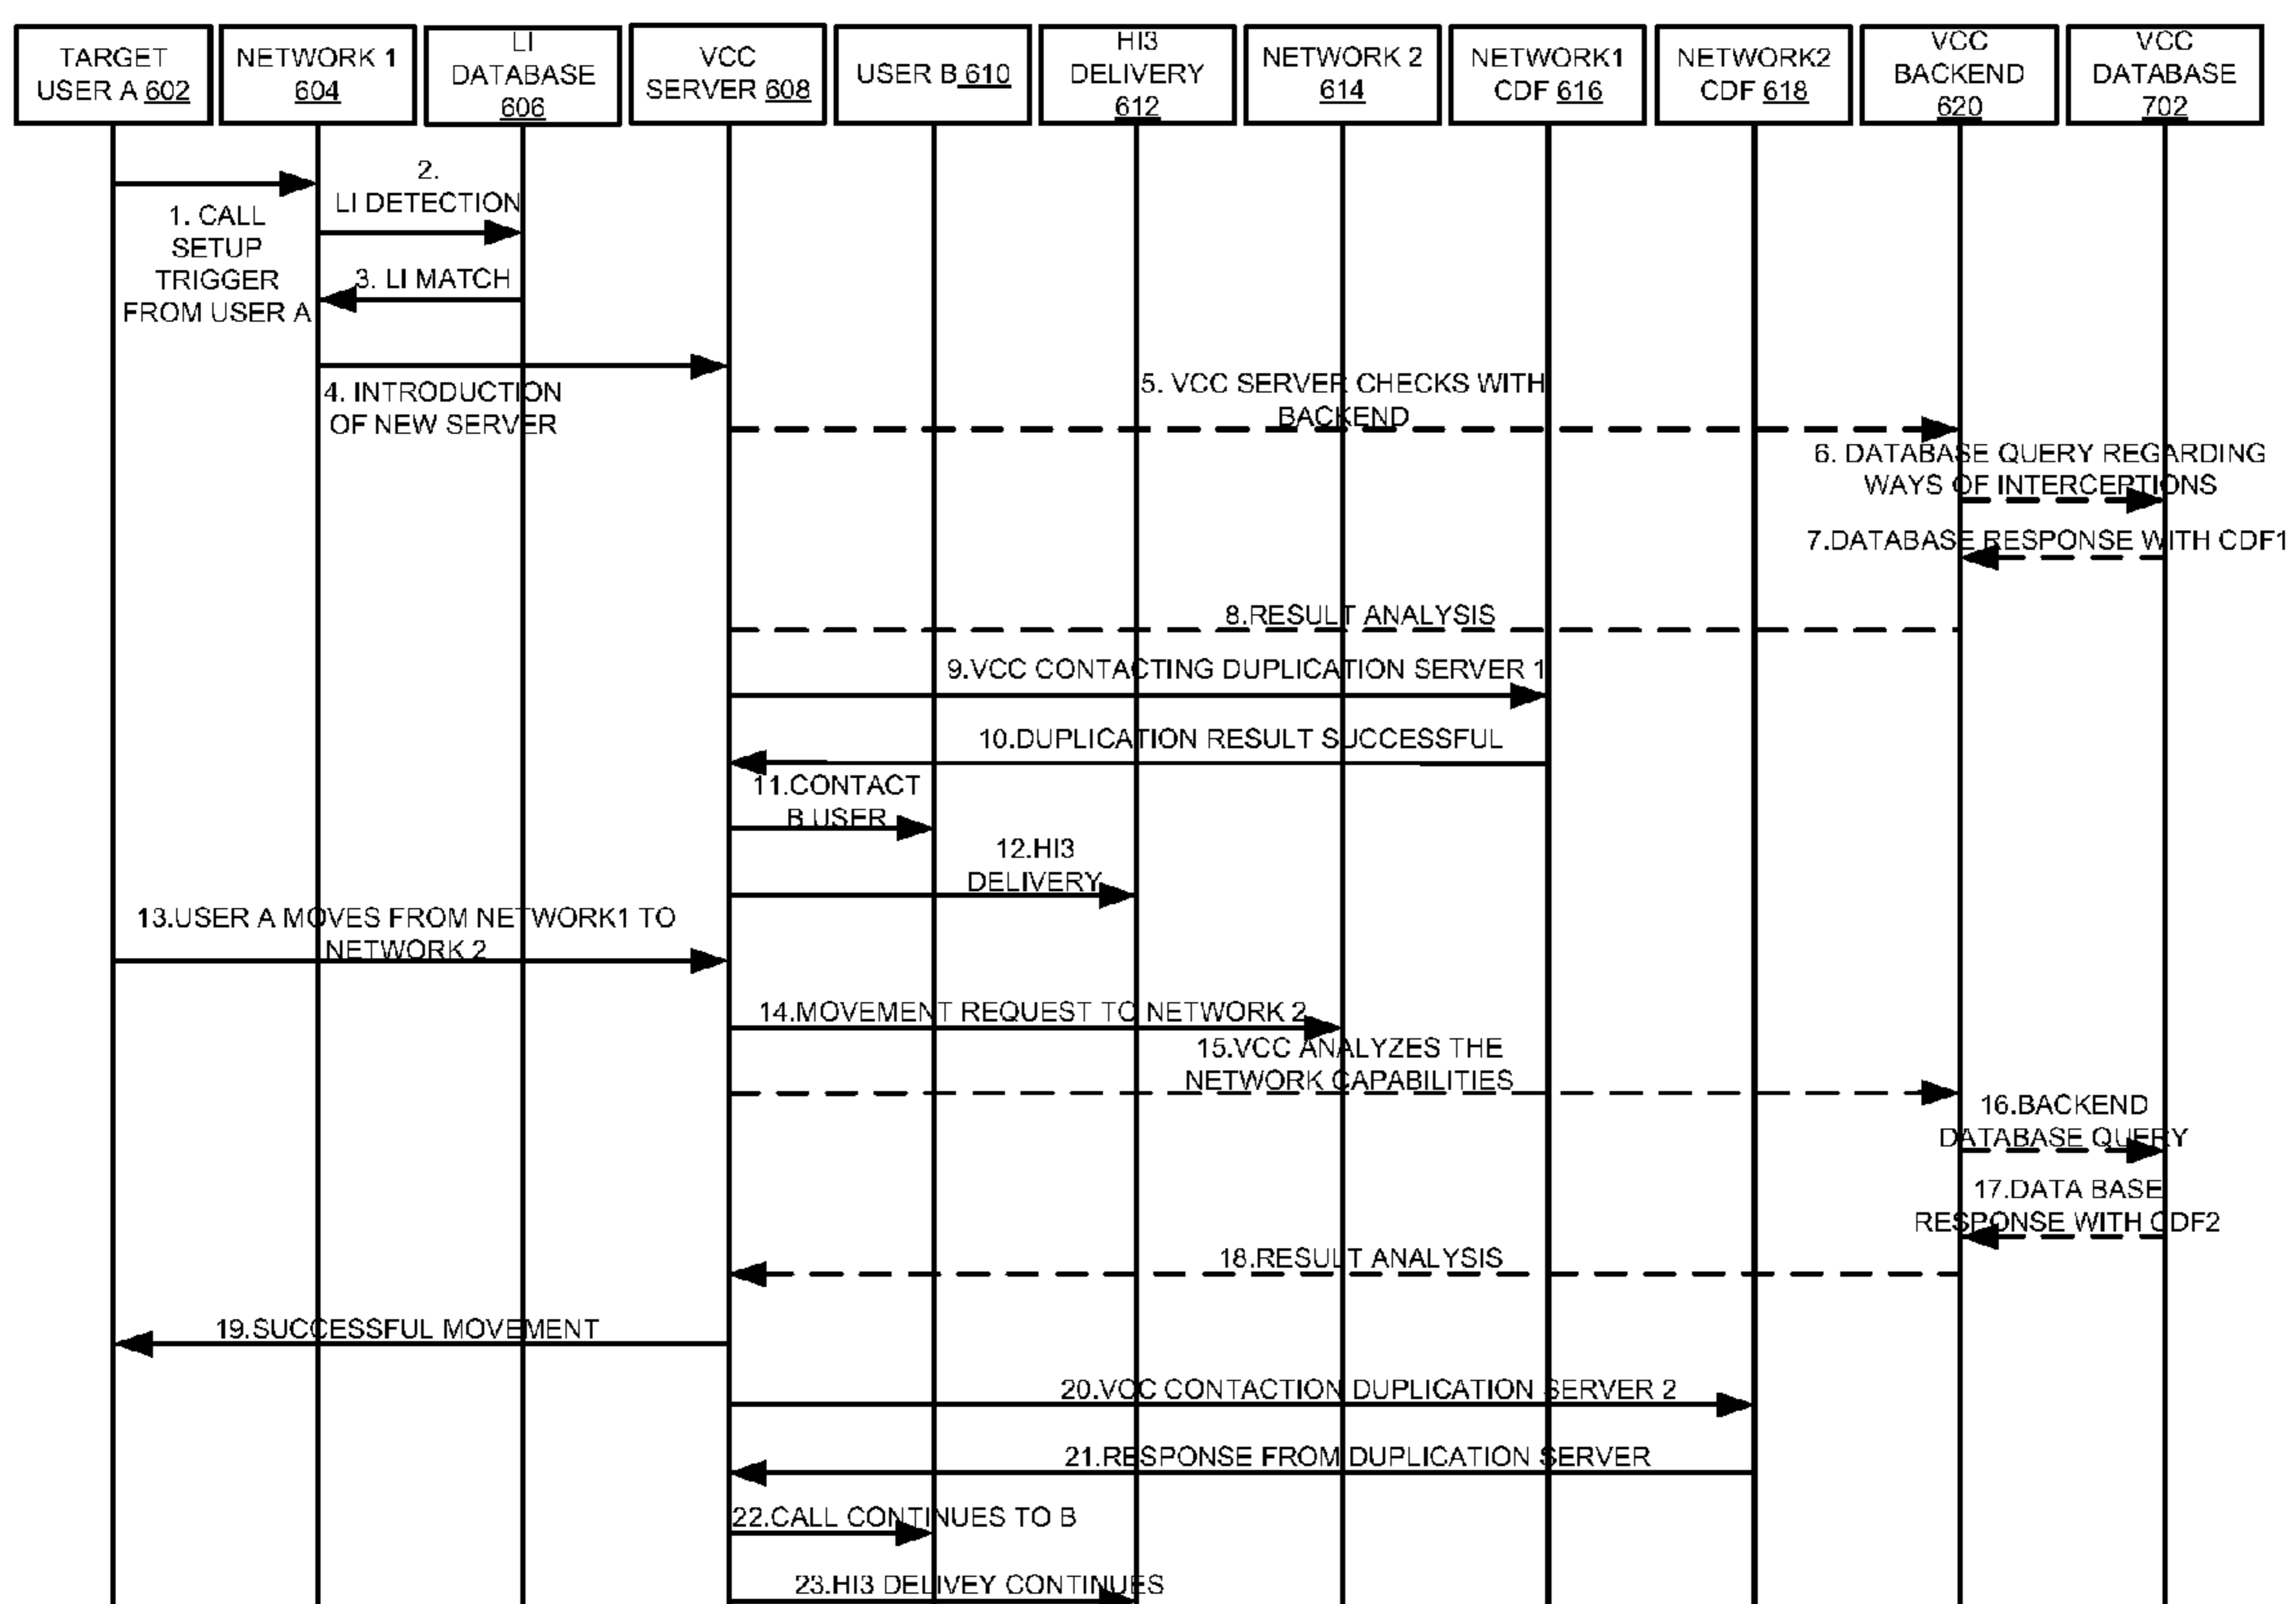 TARGET
USER A 602
NETWORK 1
604
LI
DATABASE
606
VCC
SERVER 608
USER B 610
HI3
DELIVERY
612
NETWORK 2
614
NETWORK1
CDF 616
NETWORK2
CDF 618
VCC
BACKEND
620
VCC
DATABASE
702
1. CALL
SETUP
TRIGGER
FROM USER A
2.
LI DETECTION
3. LI MATCH
4. INTRODUCTION
OF NEW SERVER
5. VCC SERVER CHECKS WITH
BACKEND
6. DATABASE QUERY REGARDING
WAYS OF INTERCEPTIONS
7.DATABASE RESPONSE WITH CDF1
8.RESULT ANALYSIS
9.VCC CONTACTING DUPLICATION SERVER 1
10.DUPLICATION RESULT SUCCESSFUL
11.CONTACT
B USER
12.HI3
DELIVERY
13.USER A MOVES FROM NETWORK1 TO
NETWORK 2
14.MOVEMENT REQUEST TO NETWORK 2
15.VCC ANALYZES THE
NETWORK CAPABILITIES
16.BACKEND
DATABASE QUERY
17.DATA BASE
RESPONSE WITH CDF2
18.RESULT ANALYSIS
19.SUCCESSFUL MOVEMENT
20.VCC CONTACTION DUPLICATION SERVER 2
21.RESPONSE FROM DUPLICATION SERVER
22.CALL CONTINUES TO B
23.HI3 DELIVEY CONTINUES